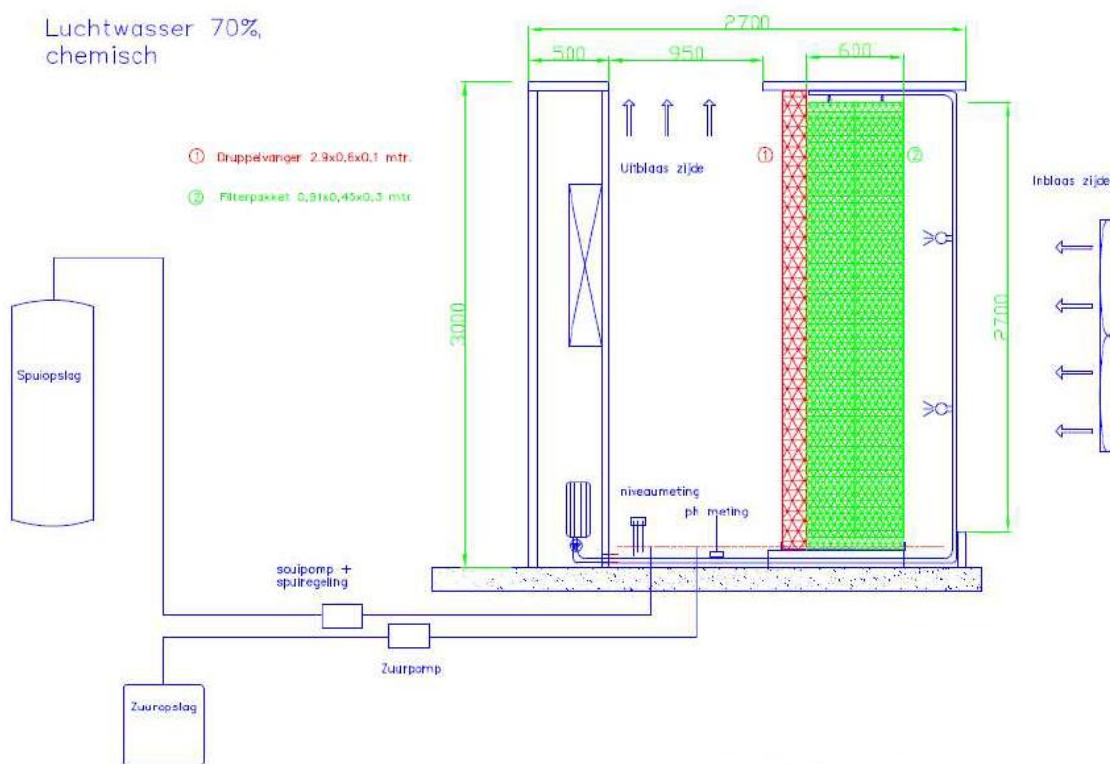 Luchtwasser 70%,
chemisch
2700
500
950
600
① Druppelvanger 2.9x0,6x0.1 mtr.
② Filterpakket 0,91x0,45x0,3 mtr
Uitblaas zijde
①
②
Inblaas zijde
3000
2700
Spuiopslag
niveaumeting
ph meting
spuipomp +
spuiregeling
Zuurpomp
Zuuropslag